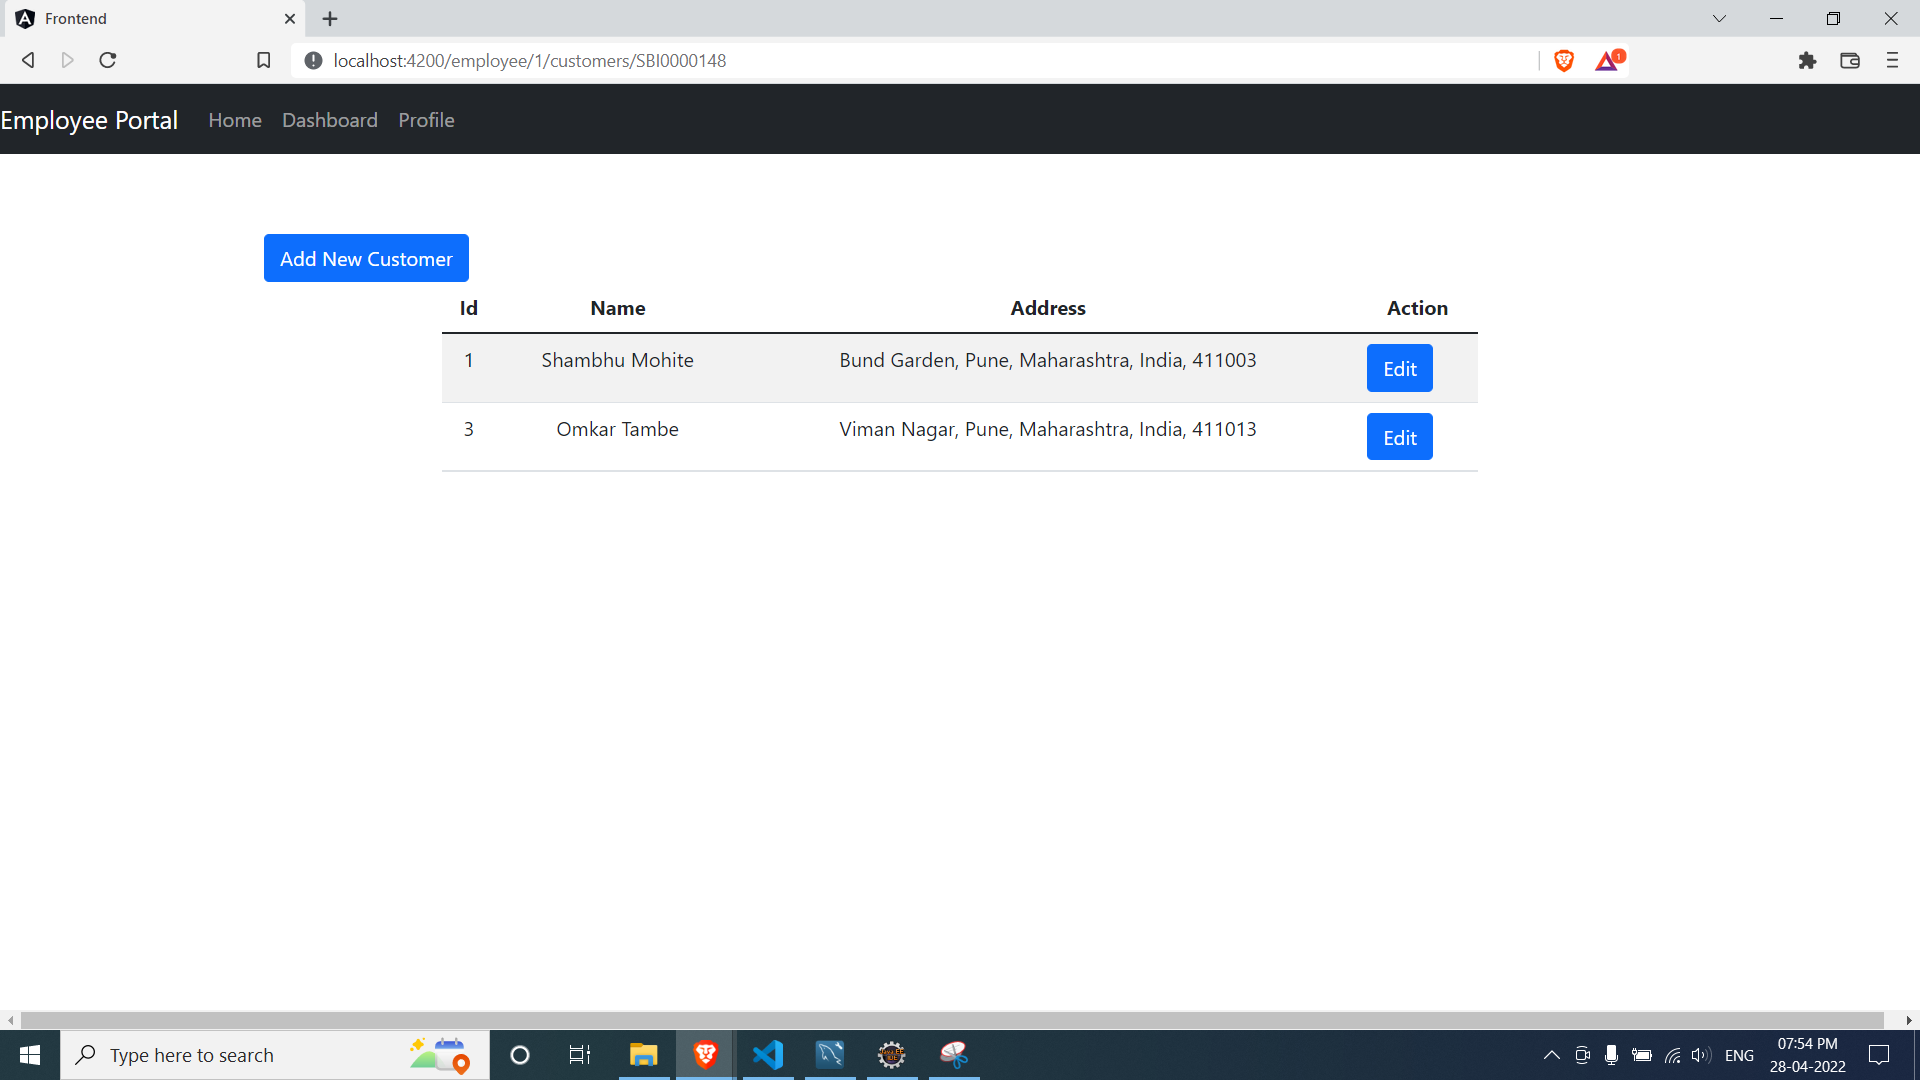 Frontend
localhost:4200/employee/1/customers/SBI0000148
1
Employee Portal Home Dashboard Profile
Add New Customer
Id Name Address Action
1 Shambhu Mohite Bund Garden, Pune, Maharashtra, India, 411003 Edit
3 Omkar Tambe Viman Nagar, Pune, Maharashtra, India, 411013 Edit
Type here to search
ENG
07:54 PM
28-04-2022